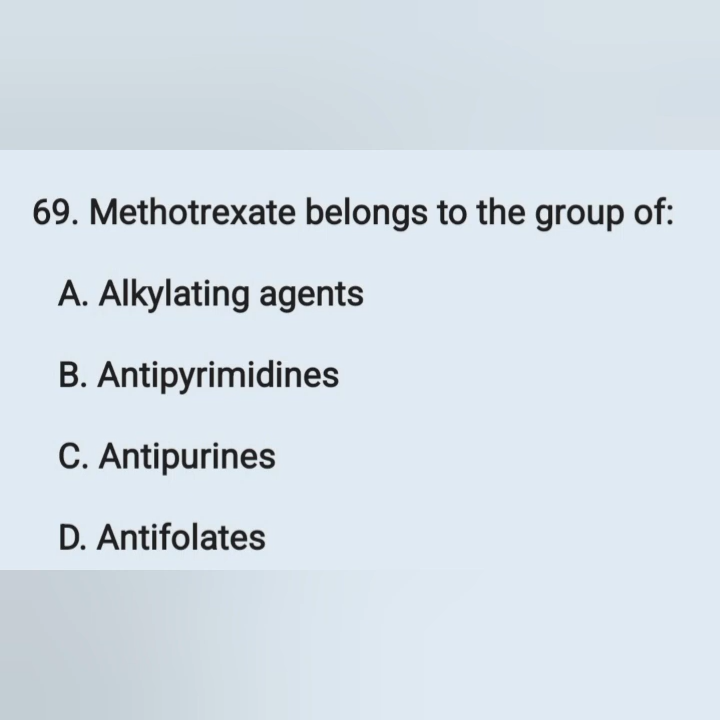 69. Methotrexate belongs to the group of:
A. Alkylating agents
B. Antipyrimidines
C. Antipurines
D. Antifolates